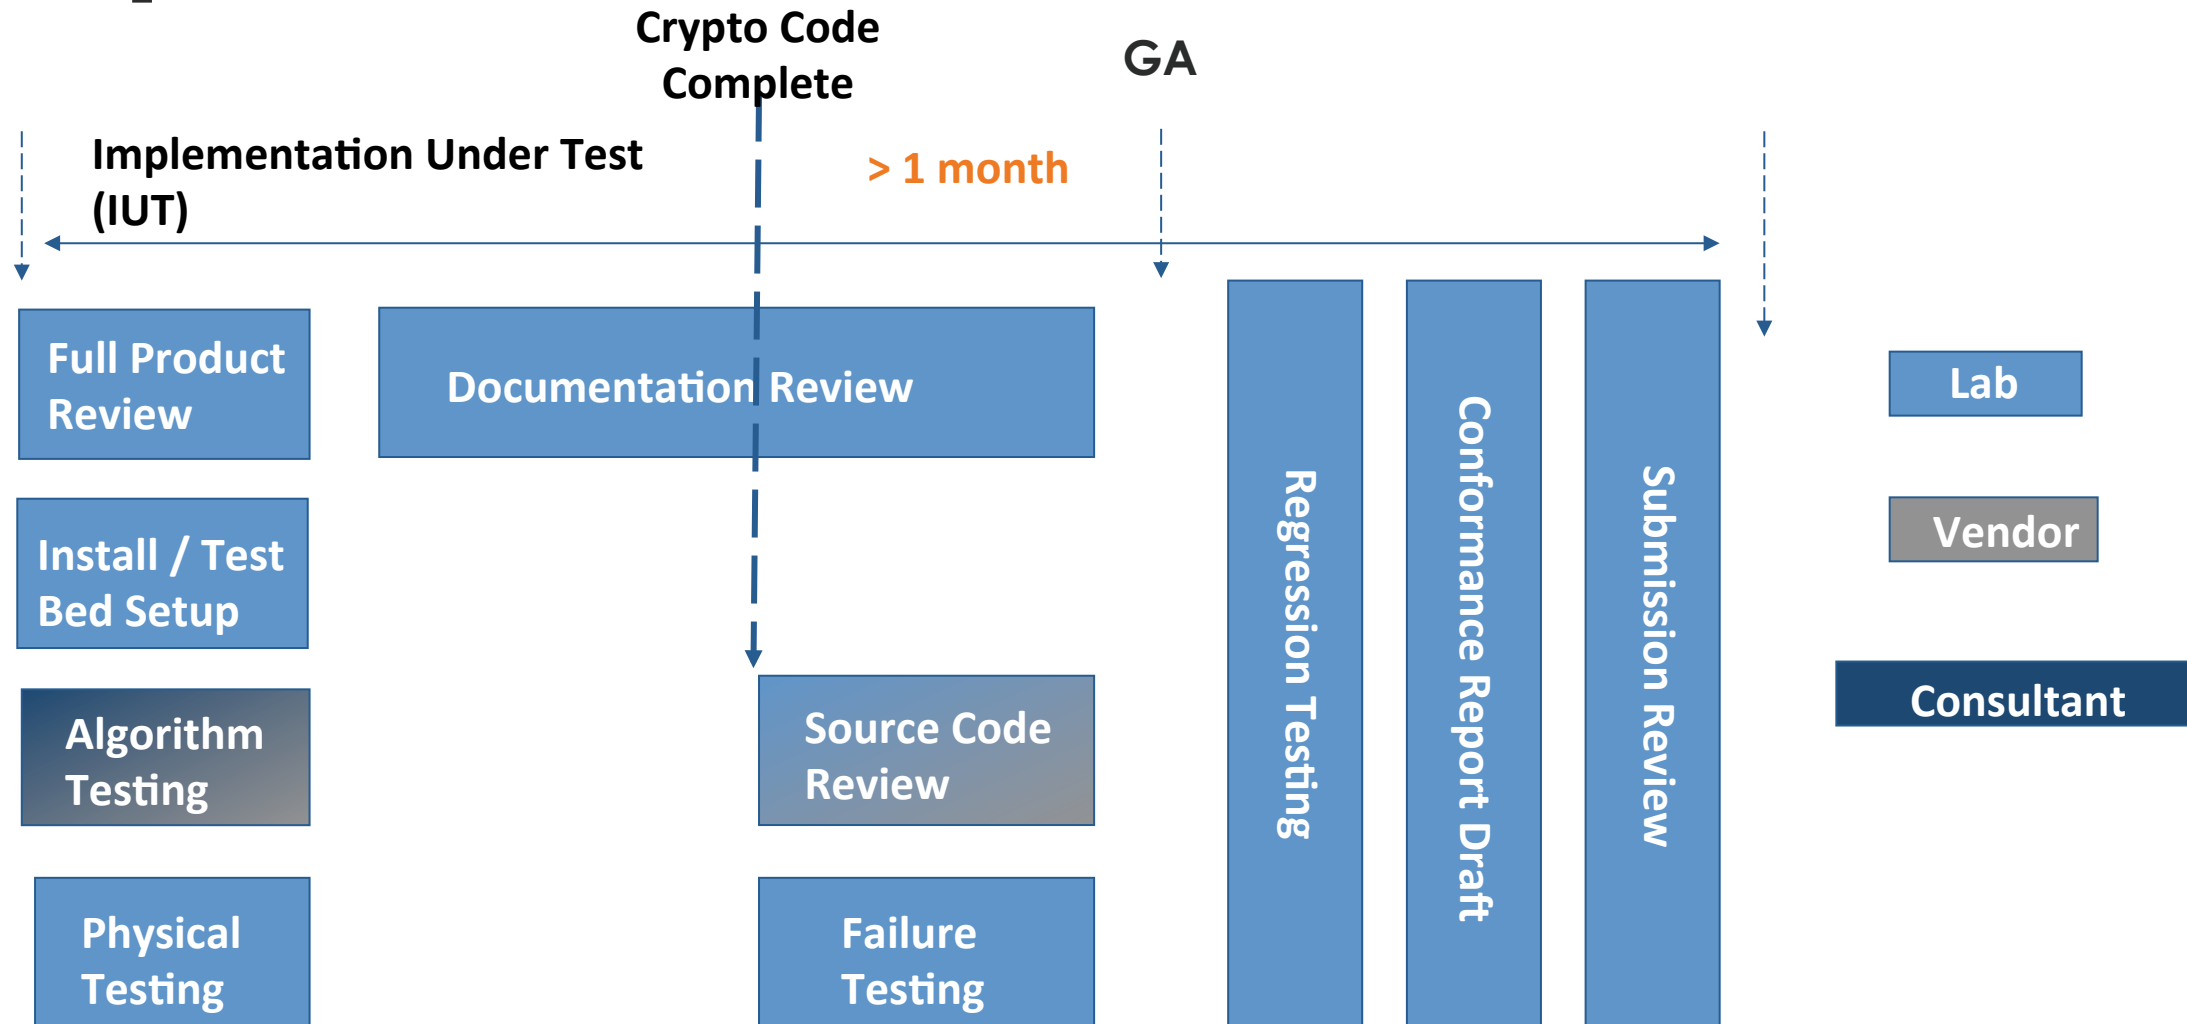 Crypto Code
Complete
GA
Implementation Under Test
(IUT)
> 1 month
Full Product
Review
Documentation Review
Install / Test
Bed Setup
Algorithm
Testing
Source Code
Review
Physical
Testing
Failure
Testing
Regression Testing
Conformance Report Draft
Submission Review
Lab
Vendor
Consultant